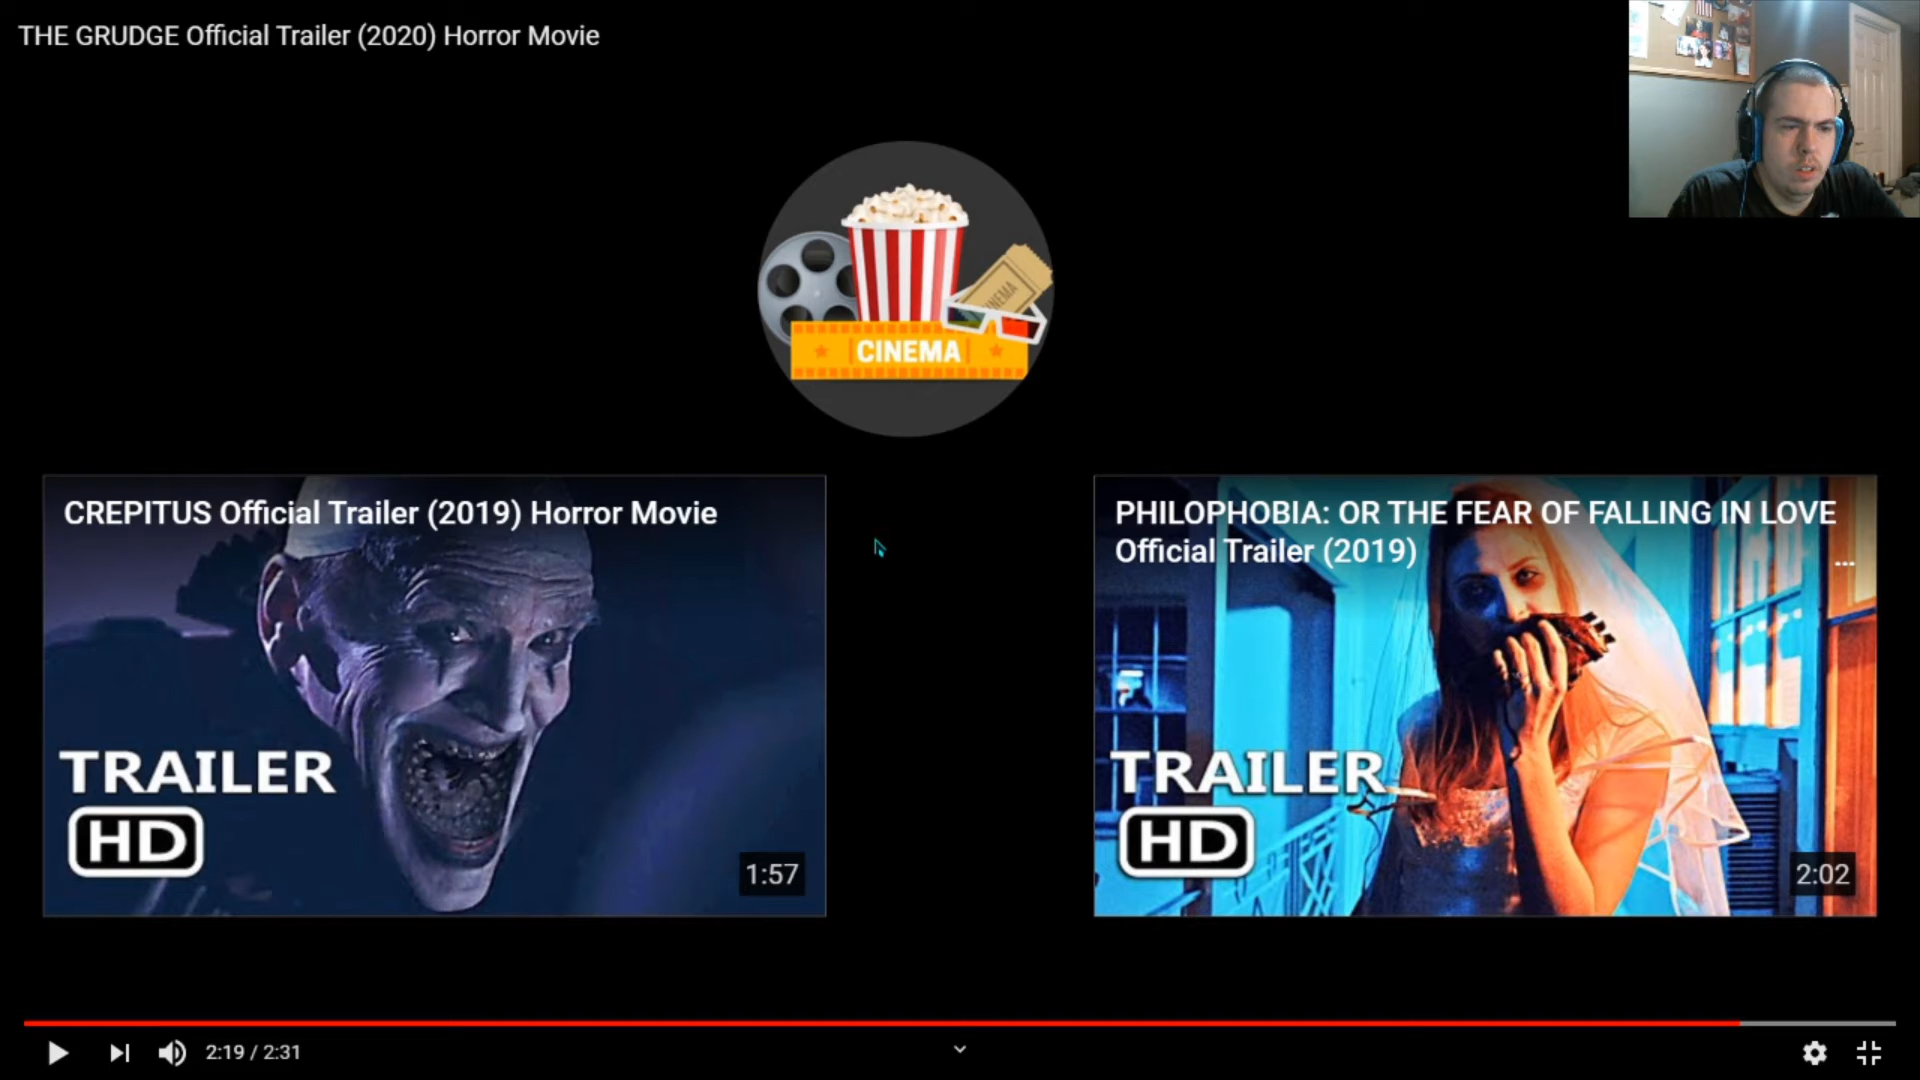 THE GRUDGE Official Trailer (2020) Horror Movie
CINEMA
CINEMA
CREPITUS Official Trailer (2019) Horror Movie
TRAILER
HD
1:57
PHILOPHOBIA: OR THE FEAR OF FALLING IN LOVE
Official Trailer (2019)
...
TRAILER
HD
2:02
2:19 / 2:31